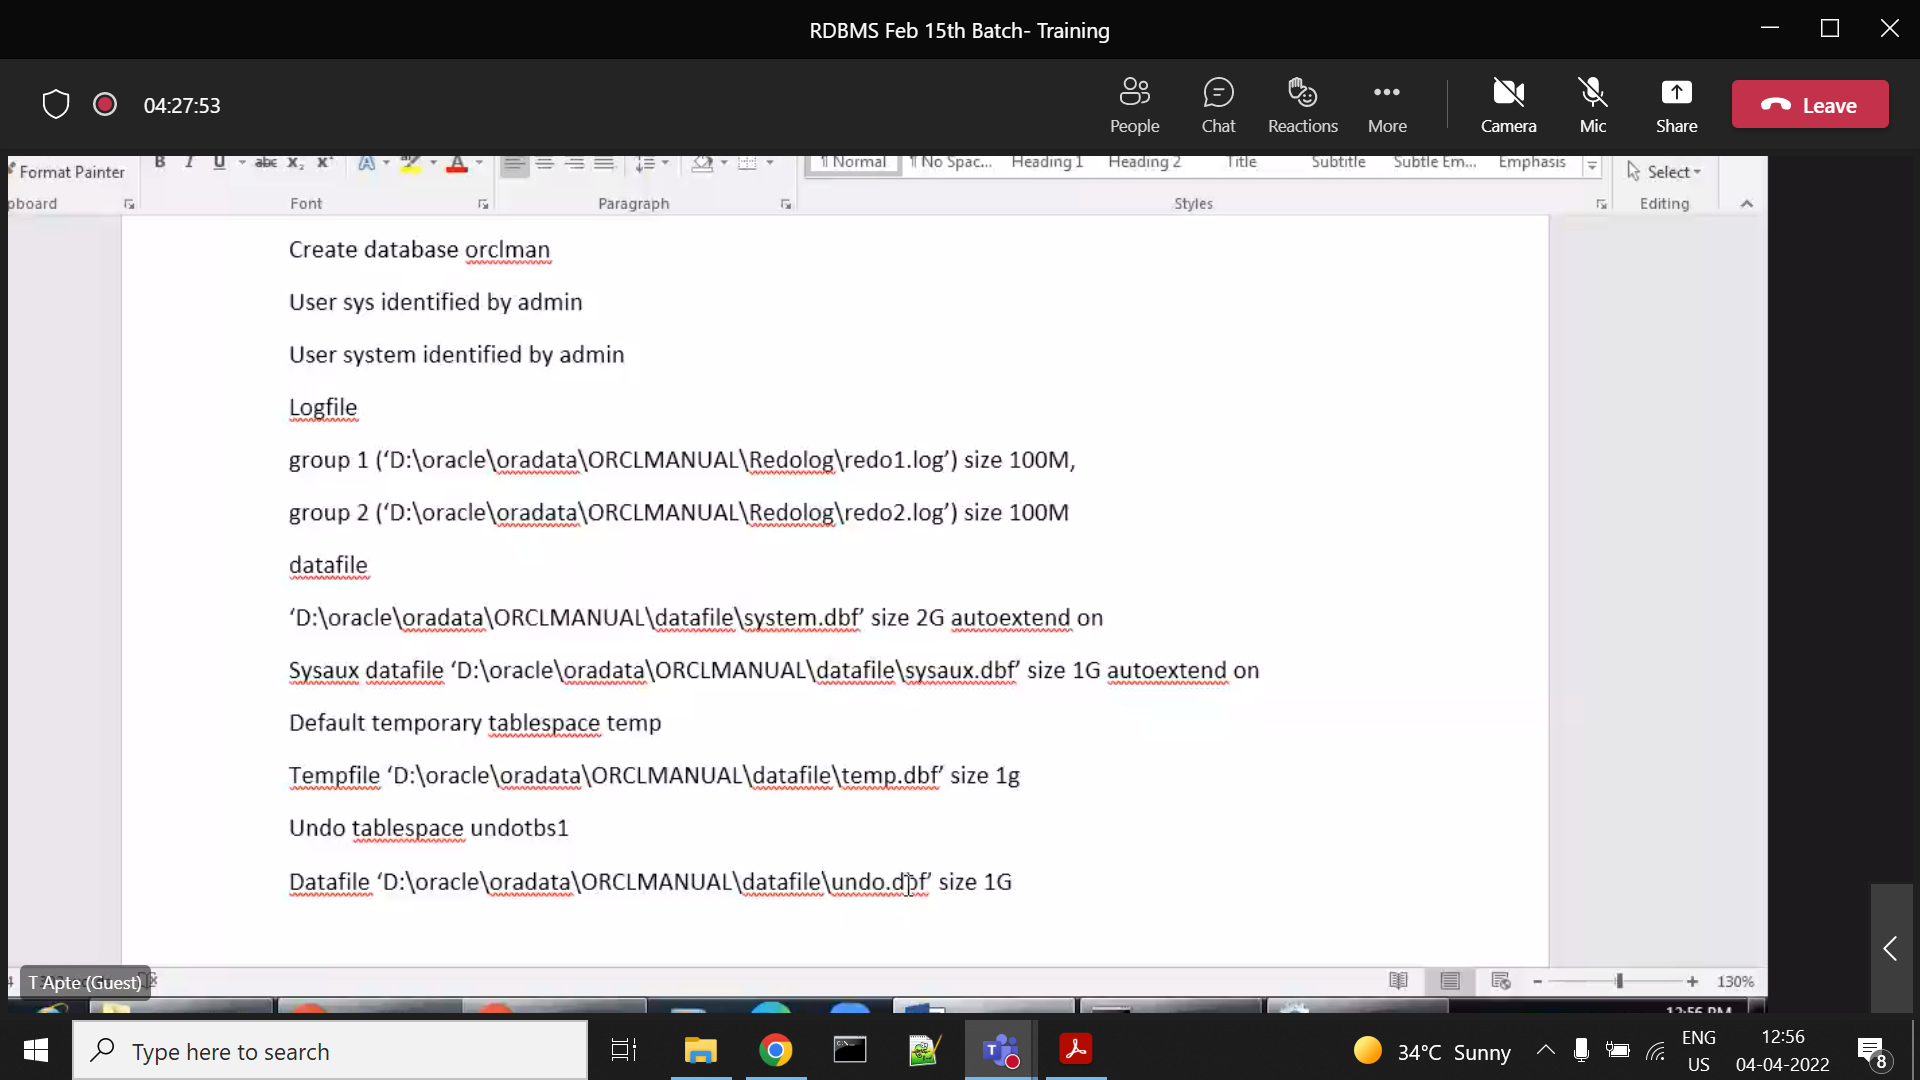 RDBMS Feb 15th Batch- Training
04:27:53
People
Chat
Reactions
More
Camera
Mic
Share
Leave
Format Painter
B I U abc x₂ x² A A
¶ Normal
¶ No Spac...
Heading 1
Heading 2
Title
Subtitle
Subtle Em...
Emphasis
Select
pboard
Font
Paragraph
Styles
Editing
Create database orclman
User sys identified by admin
User system identified by admin
Logfile
group 1 (‘D:\oracle\oradata\ORCLMANUAL\Redolog\redo1.log’) size 100M,
group 2 (‘D:\oracle\oradata\ORCLMANUAL\Redolog\redo2.log’) size 100M
datafile
‘D:\oracle\oradata\ORCLMANUAL\datafile\system.dbf’ size 2G autoextend on
Sysaux datafile ‘D:\oracle\oradata\ORCLMANUAL\datafile\sysaux.dbf’ size 1G autoextend on
Default temporary tablespace temp
Tempfile ‘D:\oracle\oradata\ORCLMANUAL\datafile\temp.dbf’ size 1g
Undo tablespace undotbs1
Datafile ‘D:\oracle\oradata\ORCLMANUAL\datafile\undo.dbf’ size 1G
T Apte (Guest)
130%
12:56 PM
Type here to search
34°C Sunny
ENG
US
12:56
04-04-2022
8